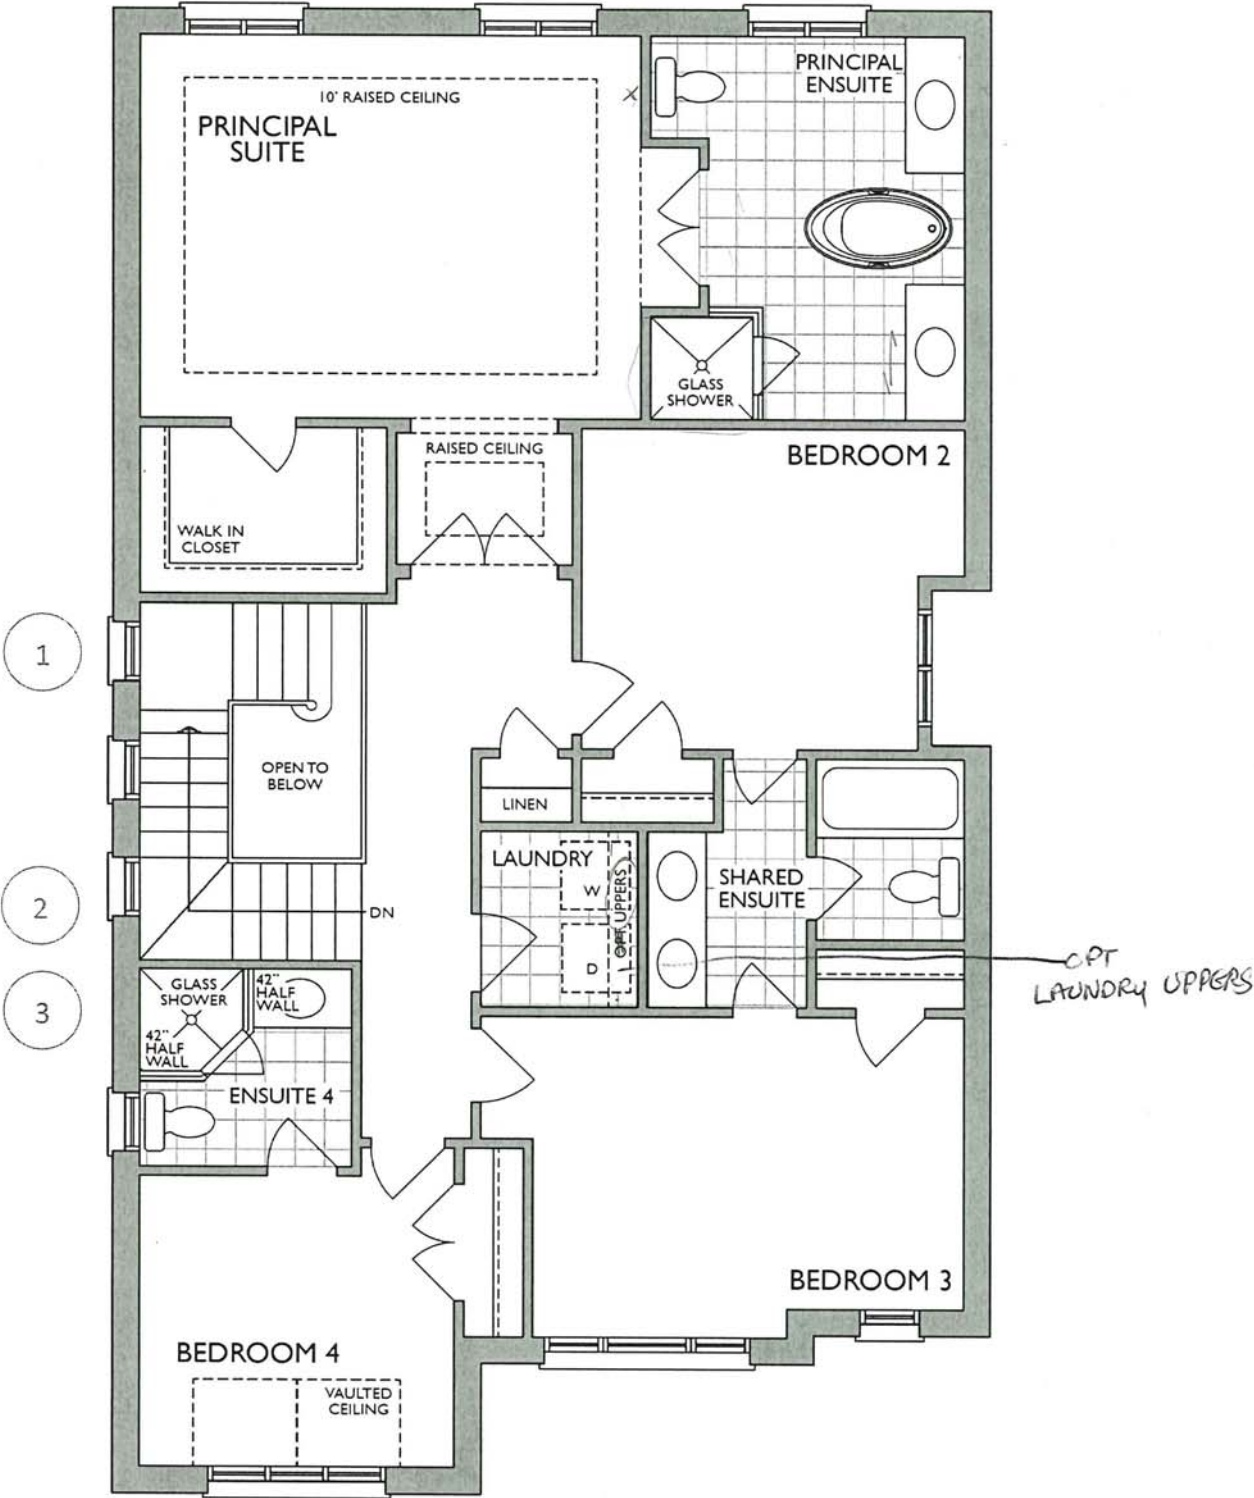 PRINCIPAL
ENSUITE
10' RAISED CEILING
PRINCIPAL
SUITE
GLASS
SHOWER
RAISED CEILING
BEDROOM 2
WALK IN
CLOSET
1
OPEN TO
BELOW
LINEN
LAUNDRY
W
OPT UPPERS
D
SHARED
ENSUITE
2
DN
OPT
LAUNDRY UPPERS
3
GLASS
SHOWER
42"
HALF
WALL
42"
HALF
WALL
ENSUITE 4
BEDROOM 3
BEDROOM 4
VAULTED
CEILING